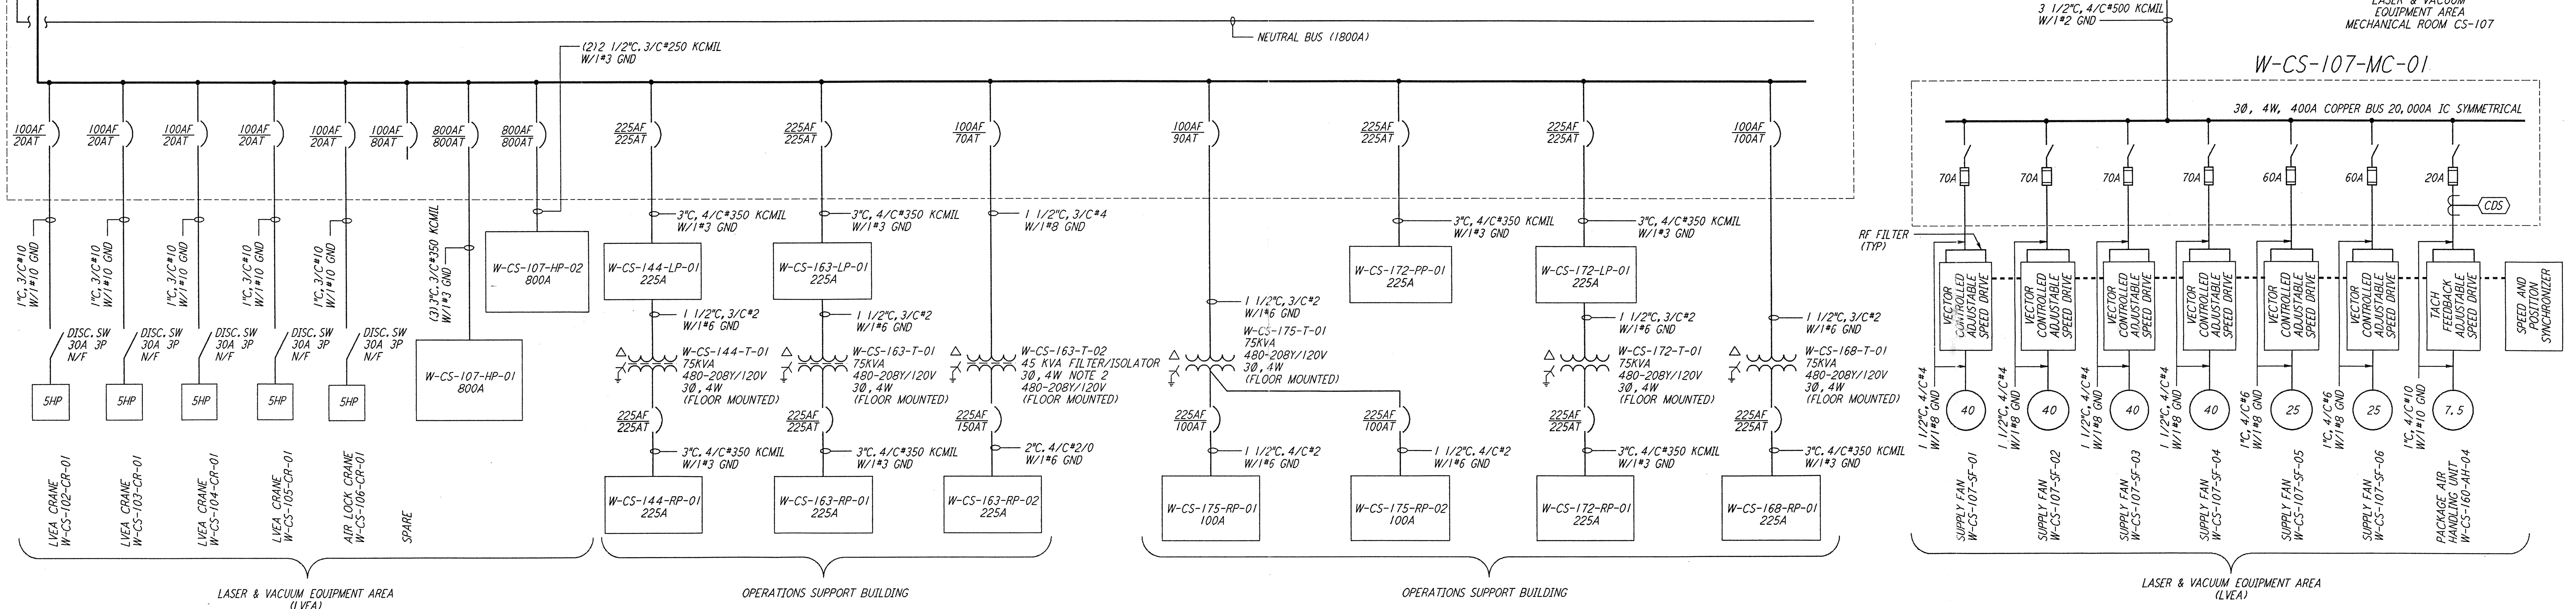 NEUTRAL BUS (1800A)
(2)2 1/2"C, 3/C#250 KCMIL
W/1#3 GND
100AF
20AT
100AF
20AT
100AF
20AT
100AF
20AT
100AF
20AT
100AF
80AT
800AF
800AT
800AF
800AT
225AF
225AT
225AF
225AT
100AF
70AT
100AF
90AT
225AF
225AT
225AF
225AT
100AF
100AT
1"C, 3/C#10
W/1#10 GND
1"C, 3/C#10
W/1#10 GND
1"C, 3/C#10
W/1#10 GND
1"C, 3/C#10
W/1#10 GND
1"C, 3/C#10
W/1#10 GND
(3)3"C, 3/C#350 KCMIL
W/1#3 GND
DISC. SW
30A 3P
N/F
DISC. SW
30A 3P
N/F
DISC. SW
30A 3P
N/F
DISC. SW
30A 3P
N/F
DISC. SW
30A 3P
N/F
5HP
5HP
5HP
5HP
5HP
LVEA CRANE
W-CS-102-CR-01
LVEA CRANE
W-CS-103-CR-01
LVEA CRANE
W-CS-104-CR-01
LVEA CRANE
W-CS-105-CR-01
AIR LOCK CRANE
W-CS-106-CR-01
SPARE
W-CS-107-HP-01
800A
W-CS-107-HP-02
800A
LASER & VACUUM EQUIPMENT AREA
(LVEA)
3"C, 4/C#350 KCMIL
W/1#3 GND
W-CS-144-LP-01
225A
1 1/2"C, 3/C#2
W/1#6 GND
W-CS-144-T-01
75KVA
480-208Y/120V
3Ø, 4W
(FLOOR MOUNTED)
225AF
225AT
3"C, 4/C#350 KCMIL
W/1#3 GND
W-CS-144-RP-01
225A
3"C, 4/C#350 KCMIL
W/1#3 GND
W-CS-163-LP-01
225A
1 1/2"C, 3/C#2
W/1#6 GND
W-CS-163-T-01
75KVA
480-208Y/120V
3Ø, 4W
(FLOOR MOUNTED)
225AF
225AT
3"C, 4/C#350 KCMIL
W/1#3 GND
W-CS-163-RP-01
225A
1 1/2"C, 3/C#4
W/1#8 GND
W-CS-163-T-02
45 KVA FILTER/ISOLATOR
3Ø, 4W NOTE 2
480-208Y/120V
(FLOOR MOUNTED)
225AF
150AT
2"C, 4/C#2/0
W/1#6 GND
W-CS-163-RP-02
225A
OPERATIONS SUPPORT BUILDING
1 1/2"C, 3/C#2
W/1#6 GND
W-CS-175-T-01
75KVA
480-208Y/120V
3Ø, 4W
(FLOOR MOUNTED)
225AF
100AT
1 1/2"C, 4/C#2
W/1#6 GND
W-CS-175-RP-01
100A
3"C, 4/C#350 KCMIL
W/1#3 GND
W-CS-172-PP-01
225A
225AF
100AT
1 1/2"C, 4/C#2
W/1#6 GND
W-CS-175-RP-02
100A
3"C, 4/C#350 KCMIL
W/1#3 GND
W-CS-172-LP-01
225A
1 1/2"C, 3/C#2
W/1#6 GND
W-CS-172-T-01
75KVA
480-208Y/120V
3Ø, 4W
(FLOOR MOUNTED)
225AF
225AT
3"C, 4/C#350 KCMIL
W/1#3 GND
W-CS-172-RP-01
225A
1 1/2"C, 3/C#2
W/1#6 GND
W-CS-168-T-01
75KVA
480-208Y/120V
3Ø, 4W
(FLOOR MOUNTED)
225AF
225AT
3"C, 4/C#350 KCMIL
W/1#3 GND
W-CS-168-RP-01
225A
OPERATIONS SUPPORT BUILDING
3 1/2"C, 4/C#500 KCMIL
W/1#2 GND
LASER & VACUUM
EQUIPMENT AREA
MECHANICAL ROOM CS-107
W-CS-107-MC-01
3Ø, 4W, 400A COPPER BUS 20,000A IC SYMMETRICAL
70A
70A
70A
70A
60A
60A
20A
CDS
RF FILTER
(TYP)
VECTOR
CONTROLLED
ADJUSTABLE
SPEED DRIVE
VECTOR
CONTROLLED
ADJUSTABLE
SPEED DRIVE
VECTOR
CONTROLLED
ADJUSTABLE
SPEED DRIVE
VECTOR
CONTROLLED
ADJUSTABLE
SPEED DRIVE
VECTOR
CONTROLLED
ADJUSTABLE
SPEED DRIVE
VECTOR
CONTROLLED
ADJUSTABLE
SPEED DRIVE
TACH
FEEDBACK
ADJUSTABLE
SPEED DRIVE
SPEED AND
POSITION
SYNCHRONIZER
1 1/2"C, 4/C#4
W/1#8 GND
1 1/2"C, 4/C#4
W/1#8 GND
1 1/2"C, 4/C#4
W/1#8 GND
1 1/2"C, 4/C#4
W/1#8 GND
1"C, 4/C#6
W/1#8 GND
1"C, 4/C#6
W/1#8 GND
1"C, 4/C#10
W/1#10 GND
40
40
40
40
25
25
7.5
SUPPLY FAN
W-CS-107-SF-01
SUPPLY FAN
W-CS-107-SF-02
SUPPLY FAN
W-CS-107-SF-03
SUPPLY FAN
W-CS-107-SF-04
SUPPLY FAN
W-CS-107-SF-05
SUPPLY FAN
W-CS-107-SF-06
PACKAGE AIR
HANDLING UNIT
W-CS-160-AH-04
LASER & VACUUM EQUIPMENT AREA
(LVEA)